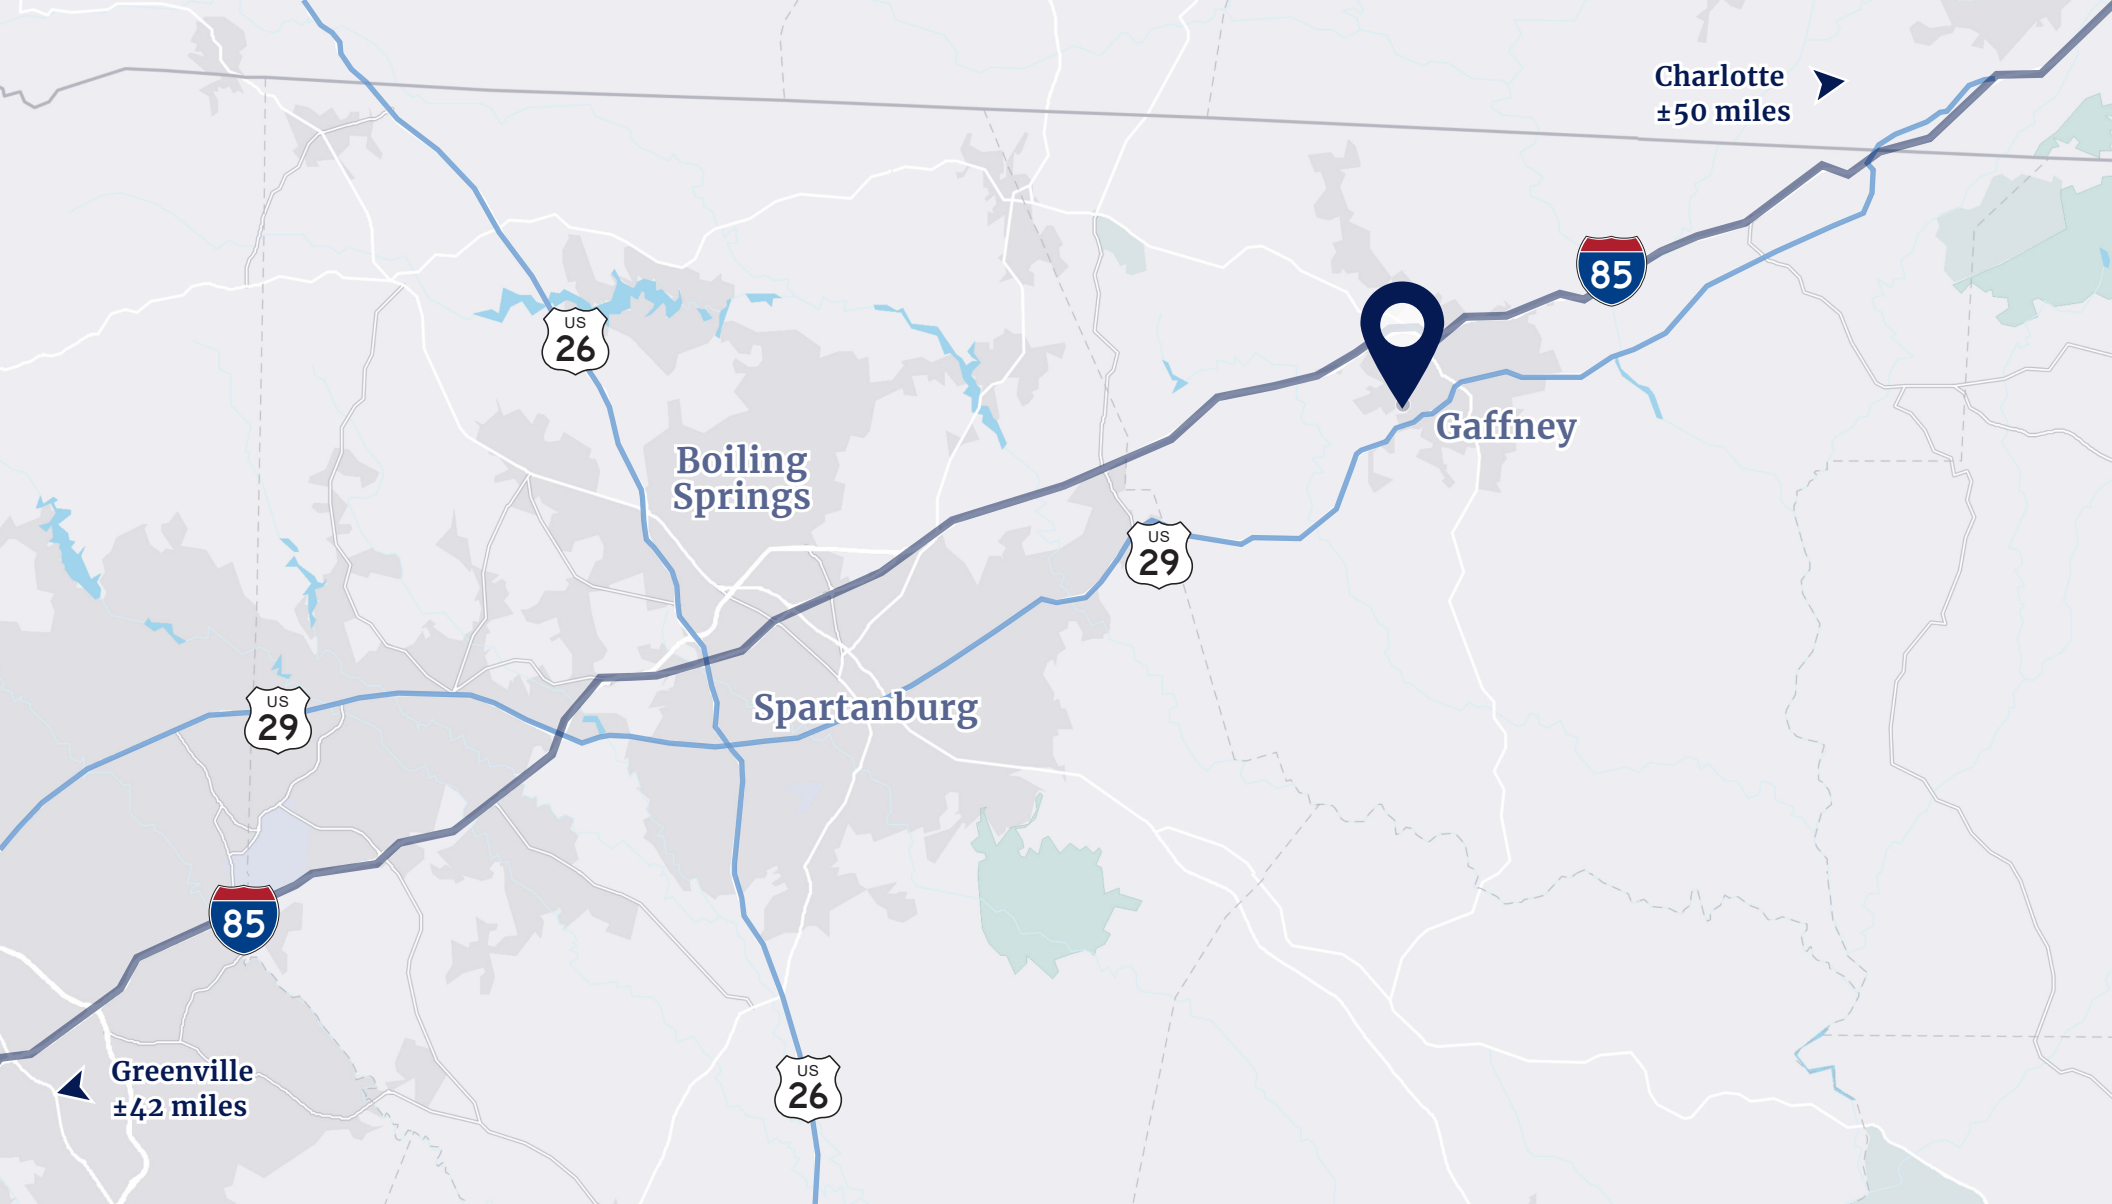 Charlotte
±50 miles
85
US
26
Gaffney
Boiling
Springs
US
29
US
29
Spartanburg
85
Greenville
±42 miles
US
26